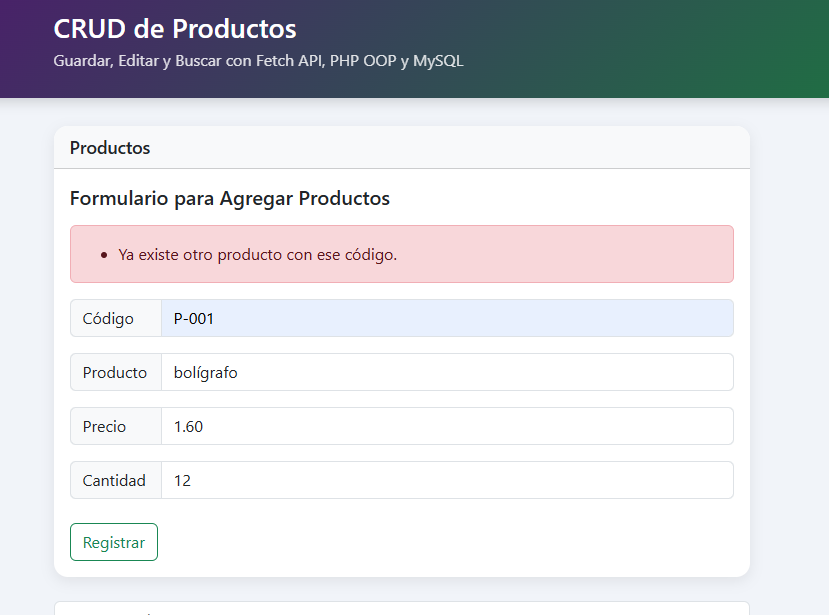 CRUD de Productos
Guardar, Editar y Buscar con Fetch API, PHP OOP y MySQL
Productos
Formulario para Agregar Productos
Ya existe otro producto con ese código.
Código P-001
Producto bolígrafo
Precio 1.60
Cantidad 12
Registrar